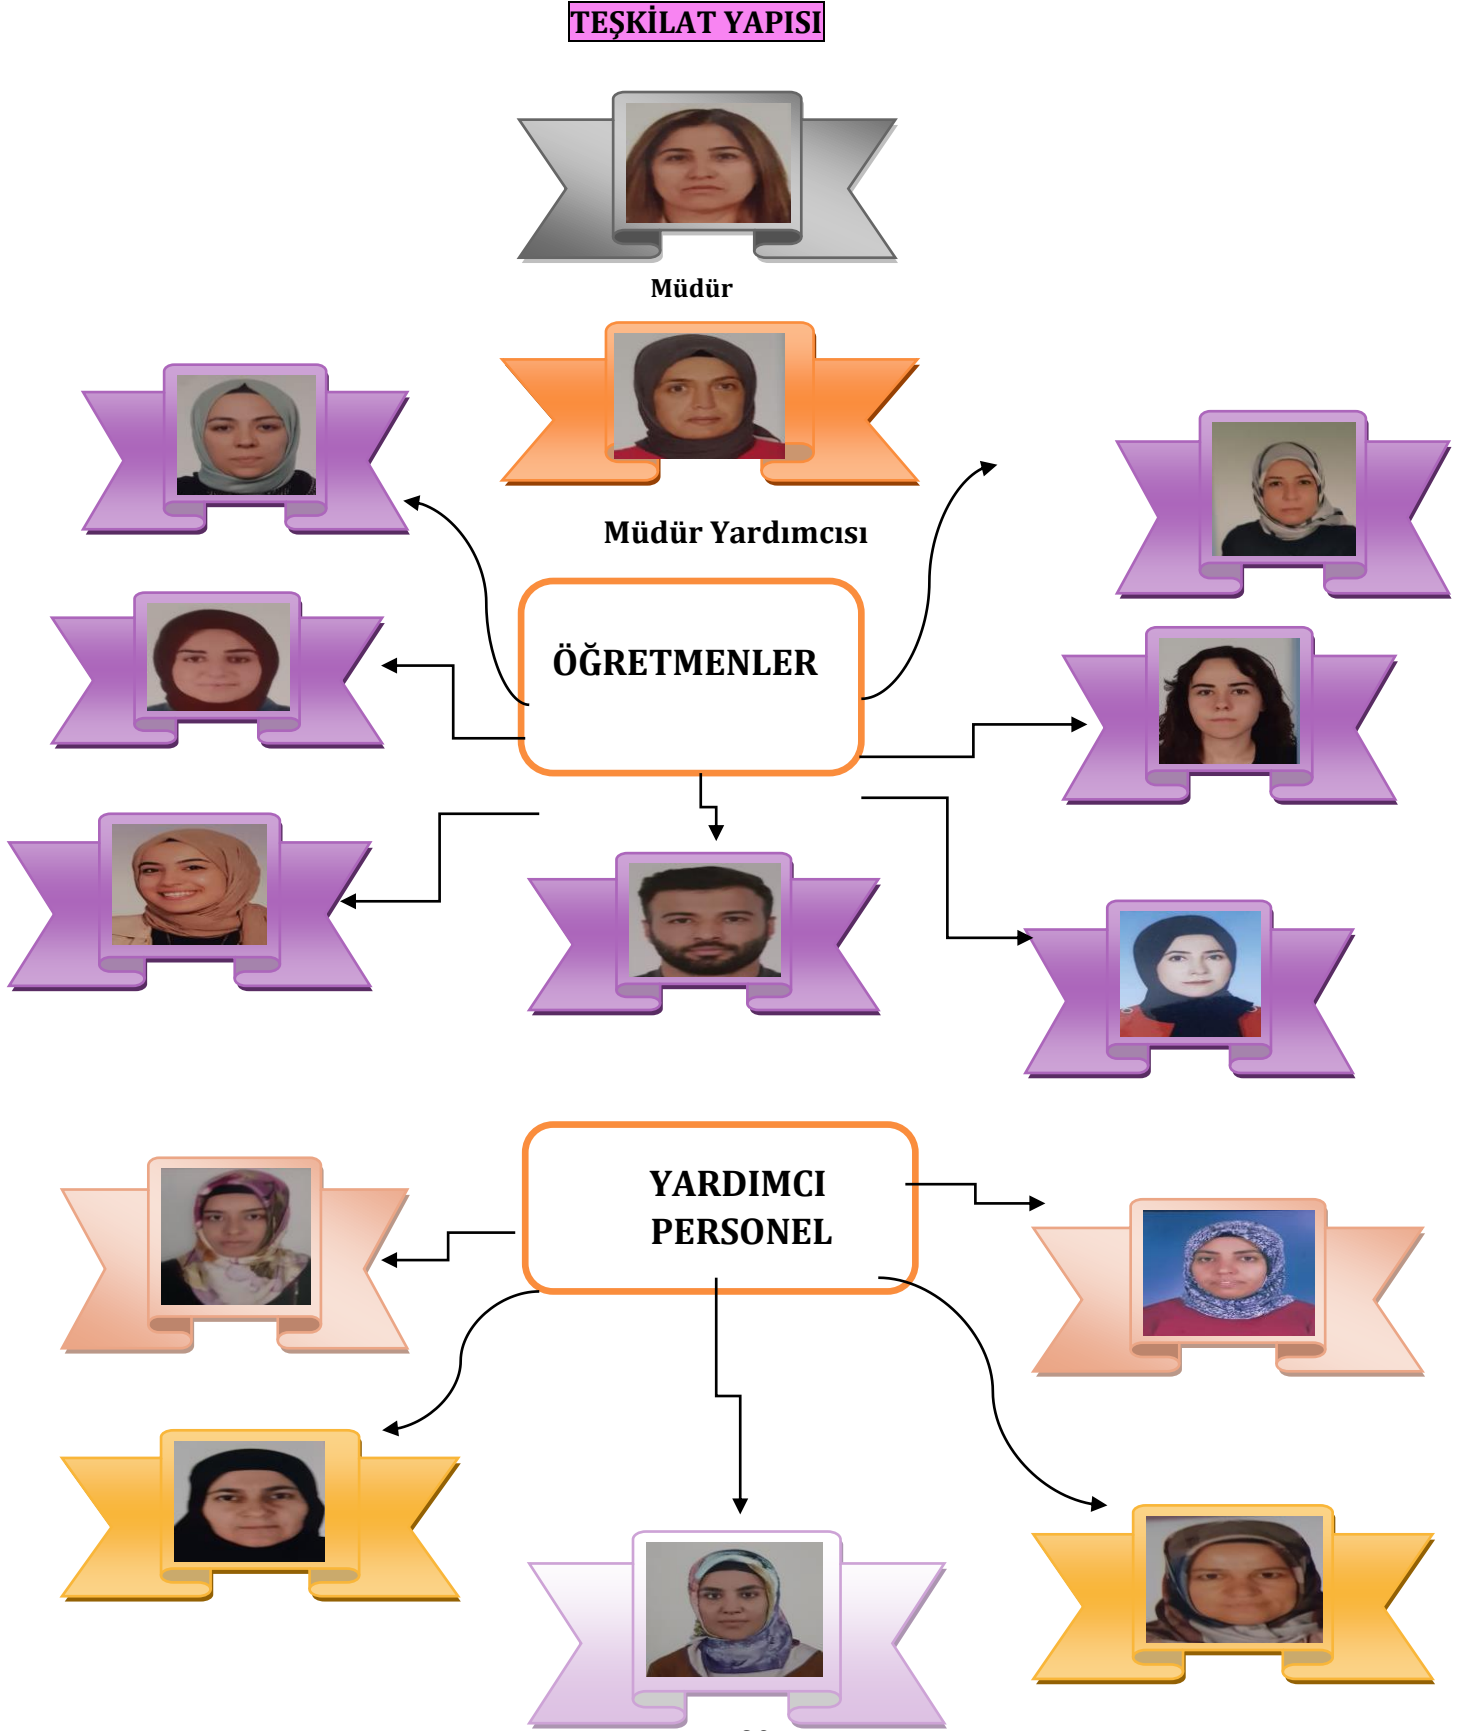 TEŞKİLAT YAPISI
Müdür
Müdür Yardımcısı
ÖĞRETMENLER
YARDIMCI
PERSONEL